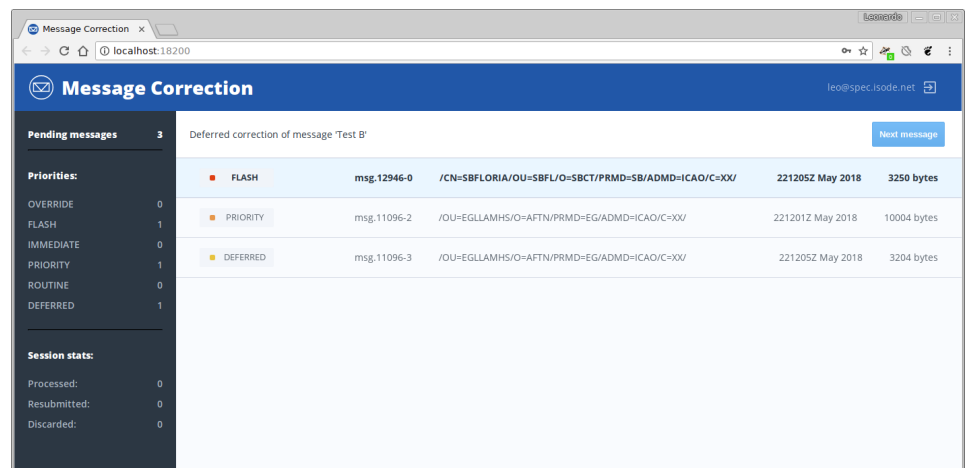 Leonardo
Message Correction
localhost:18200
Message Correction
leo@spec.isode.net
Pending messages 3
Deferred correction of message 'Test B'
Next message
Priorities:
OVERRIDE 0
FLASH 1
IMMEDIATE 0
PRIORITY 1
ROUTINE 0
DEFERRED 1
Session stats:
Processed: 0
Resubmitted: 0
Discarded: 0
FLASH msg.12946-0 /CN=SBFLORIA/OU=SBFL/O=SBCT/PRMD=SB/ADMD=ICAO/C=XX/ 221205Z May 2018 3250 bytes
PRIORITY msg.11096-2 /OU=EGLLAMHS/O=AFTN/PRMD=EG/ADMD=ICAO/C=XX/ 221201Z May 2018 10004 bytes
DEFERRED msg.11096-3 /OU=EGLLAMHS/O=AFTN/PRMD=EG/ADMD=ICAO/C=XX/ 221205Z May 2018 3204 bytes